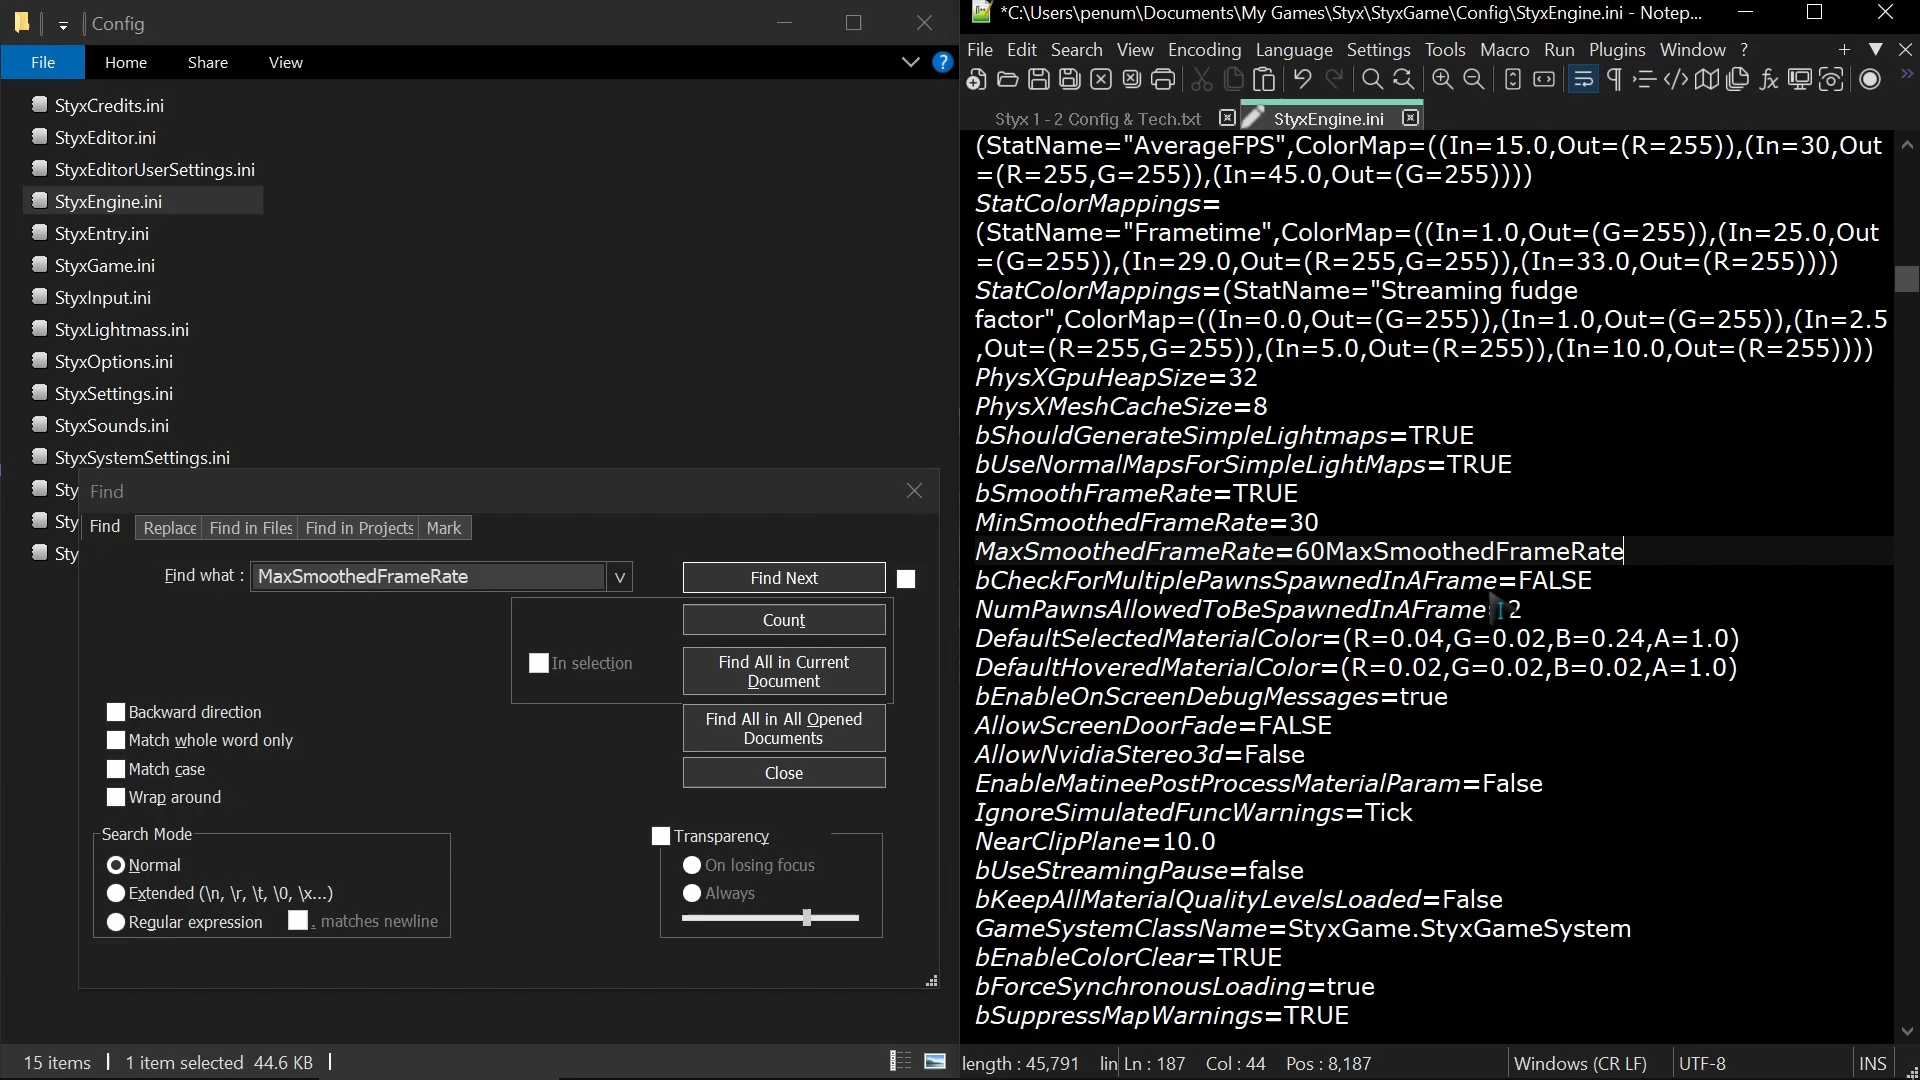 Config
File Home Share View
StyxCredits.ini
StyxEditor.ini
StyxEditorUserSettings.ini
StyxEngine.ini
StyxEntry.ini
StyxGame.ini
StyxInput.ini
StyxLightmass.ini
StyxOptions.ini
StyxSettings.ini
StyxSounds.ini
StyxSystemSettings.ini
Sty
Sty
Sty
Find
Find Replace Find in Files Find in Projects Mark
Find what : MaxSmoothedFrameRate
Find Next
Count
In selection
Find All in Current
Document
Find All in All Opened
Documents
Close
Backward direction
Match whole word only
Match case
Wrap around
Search Mode
Normal
Extended (\n, \r, \t, \0, \x...)
Regular expression . matches newline
Transparency
On losing focus
Always
15 items 1 item selected 44.6 KB
*C:\Users\penum\Documents\My Games\Styx\StyxGame\Config\StyxEngine.ini - Notep...
File Edit Search View Encoding Language Settings Tools Macro Run Plugins Window ?
Styx 1 - 2 Config & Tech.txt StyxEngine.ini
(StatName="AverageFPS",ColorMap=((In=15.0,Out=(R=255)),(In=30,Out
=(R=255,G=255)),(In=45.0,Out=(G=255))))
StatColorMappings=
(StatName="Frametime",ColorMap=((In=1.0,Out=(G=255)),(In=25.0,Out
=(G=255)),(In=29.0,Out=(R=255,G=255)),(In=33.0,Out=(R=255))))
StatColorMappings=(StatName="Streaming fudge
factor",ColorMap=((In=0.0,Out=(G=255)),(In=1.0,Out=(G=255)),(In=2.5
,Out=(R=255,G=255)),(In=5.0,Out=(R=255)),(In=10.0,Out=(R=255))))
PhysXGpuHeapSize=32
PhysXMeshCacheSize=8
bShouldGenerateSimpleLightmaps=TRUE
bUseNormalMapsForSimpleLightMaps=TRUE
bSmoothFrameRate=TRUE
MinSmoothedFrameRate=30
MaxSmoothedFrameRate=60MaxSmoothedFrameRate
bCheckForMultiplePawnsSpawnedInAFrame=FALSE
NumPawnsAllowedToBeSpawnedInAFrame=2
DefaultSelectedMaterialColor=(R=0.04,G=0.02,B=0.24,A=1.0)
DefaultHoveredMaterialColor=(R=0.02,G=0.02,B=0.02,A=1.0)
bEnableOnScreenDebugMessages=true
AllowScreenDoorFade=FALSE
AllowNvidiaStereo3d=False
EnableMatineePostProcessMaterialParam=False
IgnoreSimulatedFuncWarnings=Tick
NearClipPlane=10.0
bUseStreamingPause=false
bKeepAllMaterialQualityLevelsLoaded=False
GameSystemClassName=StyxGame.StyxGameSystem
bEnableColorClear=TRUE
bForceSynchronousLoading=true
bSuppressMapWarnings=TRUE
length : 45,791 lin Ln : 187 Col : 44 Pos : 8,187 Windows (CR LF) UTF-8 INS